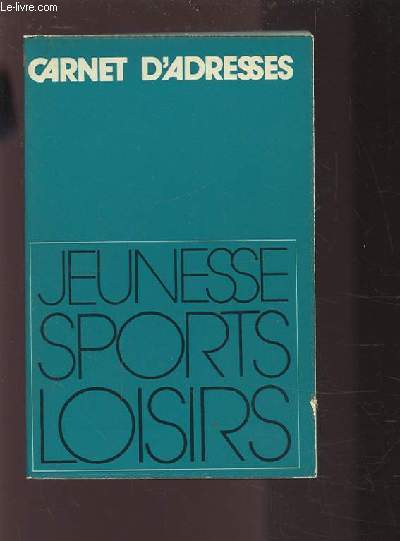 Le-livre.com
CARNET D'ADRESSES
JEUNESSE
SPORTS
LOISIRS